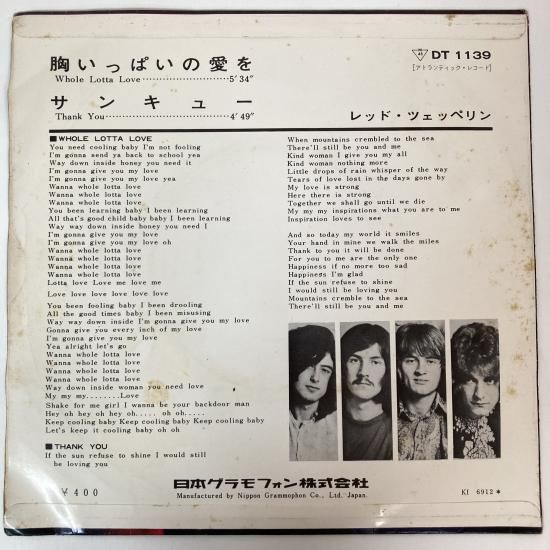 胸いっぱいの愛を
Whole Lotta Love 5'34"
サンキュー
Thank You 4'49"
DT 1139
[アトランティック・レコード]
レッド・ツェッペリン
■WHOLE LOTTA LOVE
You need cooling baby I'm not fooling
I'm gonna send ya back to school yea
Way down inside honey you need it
I'm gonna give you my love
I'm gonna give you my love yea
Wanna whole lotta love
Wanna whole lotta love
Wanna whole lotta love
You been learning baby I been learning
All that's good child baby baby I been learning
Way way down inside honey you need I
I'm gonna give you my love
I'm gonna give you my love oh
Wanna whole lotta love
Wanna whole lotta love
Wanna whole lotta love
Wanna whole lotta love
Lotta love Love me love me
Love love love love love love
You been fooling baby I been drooling
All the good times baby I been misusing
Way way down inside I'm gonna give you my love
Gonna give you every inch of my love
I'm gonna give you my love
Yea alright let's go
Wanna whole lotta love
Wanna whole lotta love
Wanna whole lotta love
Wanna whole lotta love
Way down inside woman you need love
My my my........Love
Shake for me girl I wanna be your backdoor man
Hey oh hey oh hey oh..... oh oh.....
Keep cooling baby Keep cooling baby Keep cooling baby
Let's keep it cooling baby oh oh
■THANK YOU
If the sun refuse to shine I would still
be loving you
When mountains crembled to the sea
There'll still be you and me
Kind woman I give you my all
Kind woman nothing more
Little drops of rain whisper of the way
Tears of love lost in the days gone by
My love is strong
Here there is strong
Together we shall go until we die
My my my inspirations what you are to me
Inspiration loves to see
And so today my world it smiles
Your hand in mine we walk the miles
Thank to you it will be done
For you to me are the only one
Happiness if no more too sad
Happiness I'm glad
If the sun refuse to shine
I would still be loving you
Mountains cremble to the sea
There'll still be you and me
￥400
日本グラモフォン株式会社
Manufactured by Nippon Grammophon Co., Ltd. Japan.
KI 6912＊